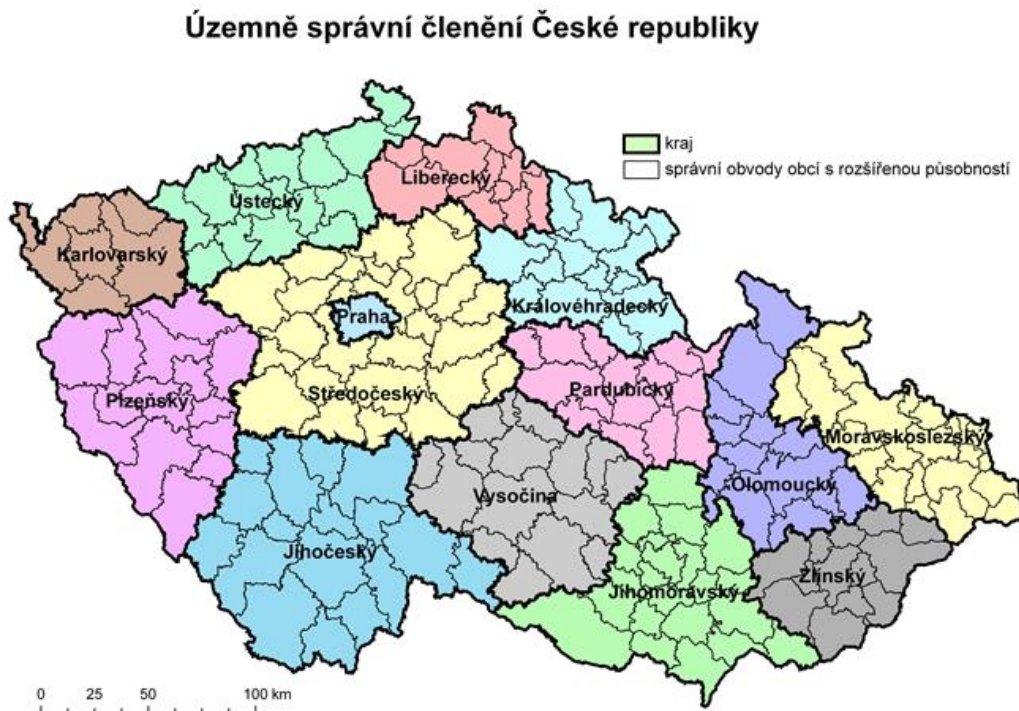 Územně správní členění České republiky
kraj
správní obvody obcí s rozšířenou působností
Liberecký
Ústecký
Karlovarský
Královéhradecký
Praha
Pardubický
Středočeský
Plzeňský
Moravskoslezský
Olomoucký
Vysočina
Jihočeský
Zlínský
Jihomoravský
0 25 50 100 km